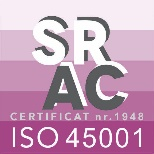 SR
AC
CERTIFICAT nr.1948
ISO 45001